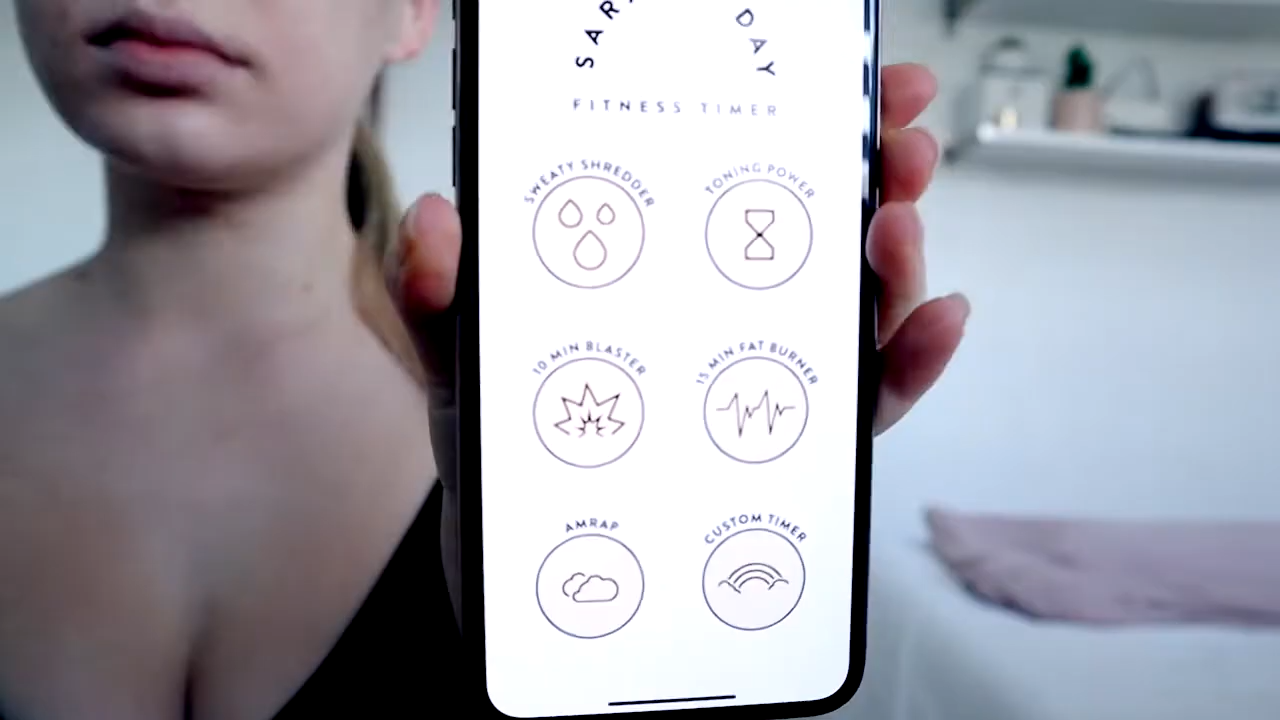 DAY
FITNESS TIMER
SWEATY SHREDDER
TONING POWER
10 MIN BLASTER
15 MIN FAT BURNER
AMRAP
CUSTOM TIMER